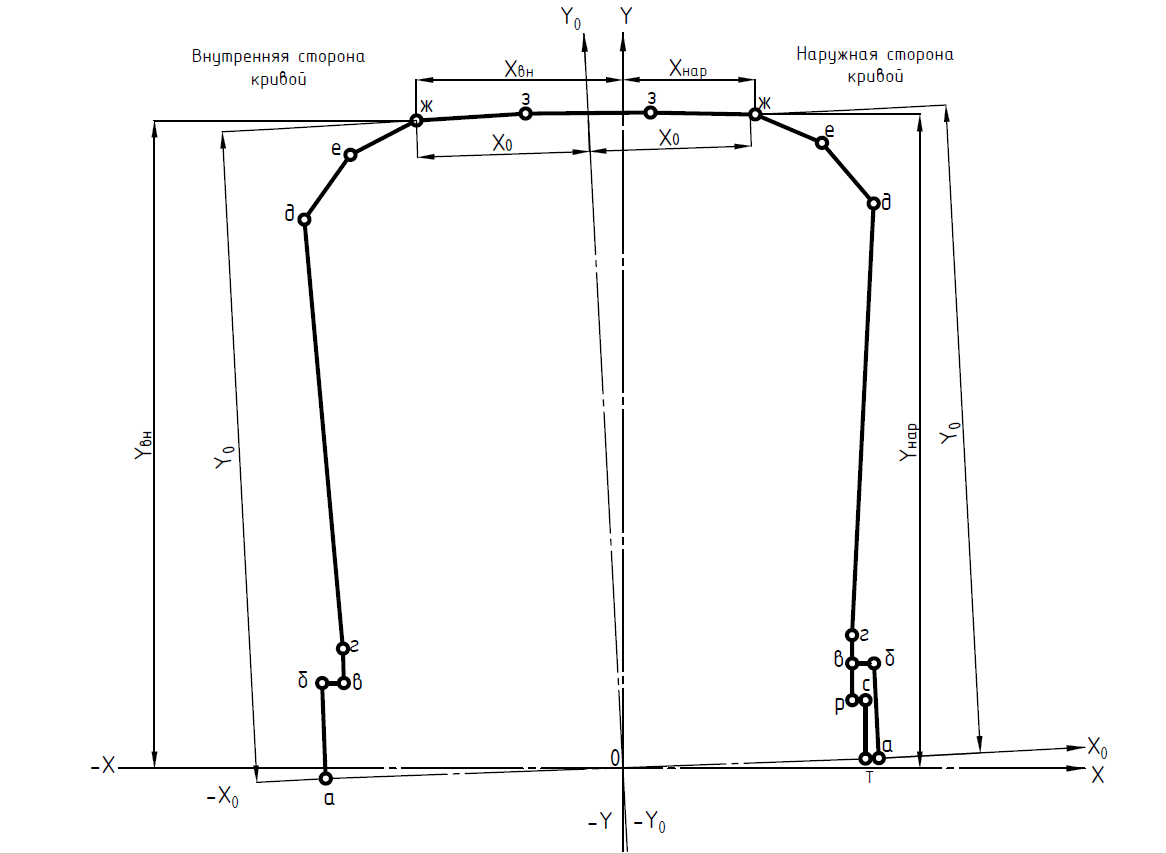 Y₀
Y
Внутренняя сторона
кривой
Наружная сторона
кривой
Xвн
Xнар
ж
з
з
ж
е
X₀
X₀
е
д
д
Yвн
Y₀
Yнар
Y₀
г
г
б
в
в
б
с
р
а
0
-X
X₀
X
т
-X₀
а
-Y
-Y₀